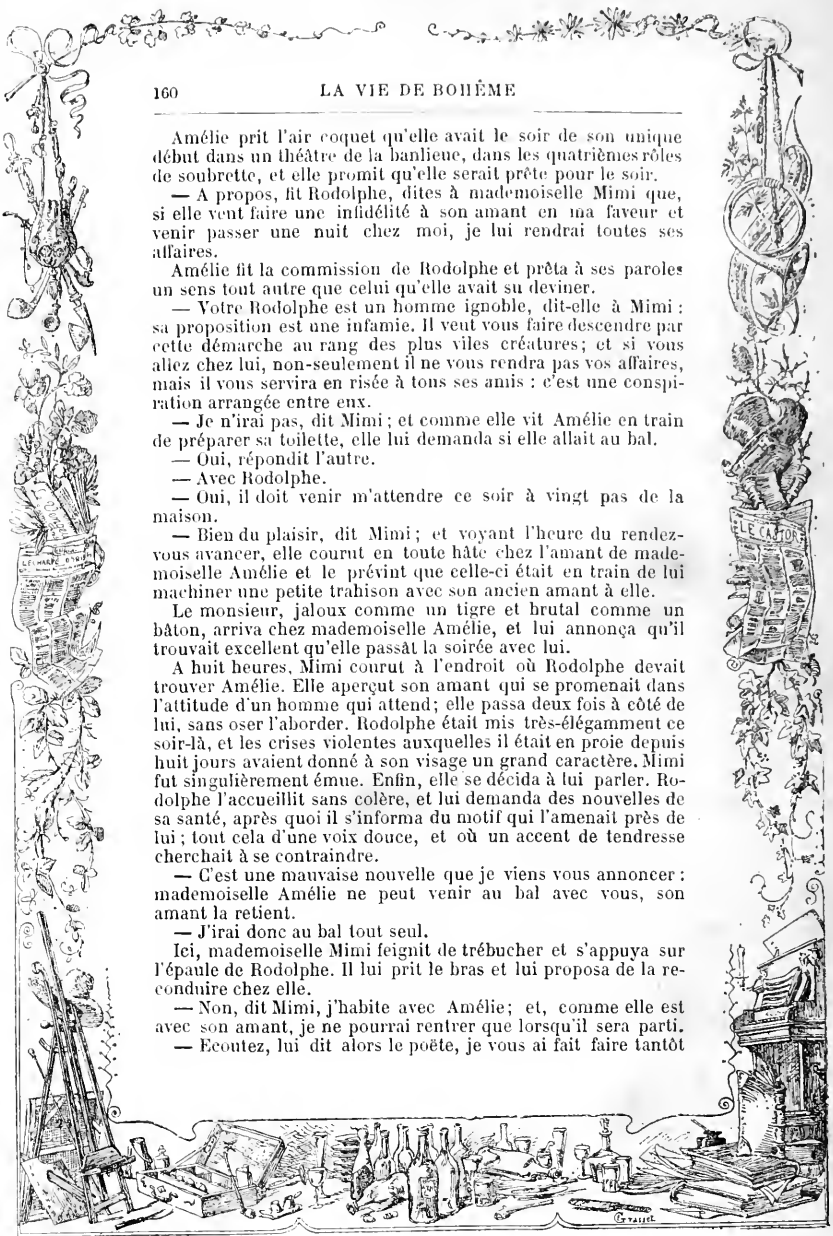 160 LA VIE DE BOHÊME
Amélie prit l'air coquet qu'elle avait le soir de son unique
début dans un théâtre de la banlieue, dans les quatrièmes rôles
de soubrette, et elle promit qu'elle serait prête pour le soir.
— A propos, fit Rodolphe, dites à mademoiselle Mimi que,
si elle veut faire une infidélité à son amant en ma faveur et
venir passer une nuit chez moi, je lui rendrai toutes ses
affaires.
Amélie fit la commission de Rodolphe et prêta à ses paroles
un sens tout autre que celui qu'elle avait su deviner.
— Votre Rodolphe est un homme ignoble, dit-elle à Mimi ;
sa proposition est une infamie. Il veut vous faire descendre par
cette démarche au rang des plus viles créatures ; et si vous
allez chez lui, non-seulement il ne vous rendra pas vos affaires,
mais il vous servira en risée à tous ses amis : c'est une conspi-
ration arrangée entre eux.
— Je n'irai pas, dit Mimi ; et comme elle vit Amélie en train
de préparer sa toilette, elle lui demanda si elle allait au bal.
— Oui, répondit l'autre.
— Avec Rodolphe.
— Oui, il doit venir m'attendre ce soir à vingt pas de la
maison.
— Bien du plaisir, dit Mimi ; et voyant l'heure du rendez-
vous avancer, elle courut en toute hâte chez l'amant de made-
moiselle Amélie et le prévint que celle-ci était en train de lui
machiner une petite trahison avec son ancien amant à elle.
Le monsieur, jaloux comme un tigre et brutal comme un
bâton, arriva chez mademoiselle Amélie, et lui annonça qu'il
trouvait excellent qu'elle passât la soirée avec lui.
A huit heures, Mimi courut à l'endroit où Rodolphe devait
trouver Amélie. Elle aperçut son amant qui se promenait dans
l'attitude d'un homme qui attend ; elle passa deux fois à côté de
lui, sans oser l'aborder. Rodolphe était mis très-élégamment ce
soir-là, et les crises violentes auxquelles il était en proie depuis
huit jours avaient donné à son visage un grand caractère. Mimi
fut singulièrement émue. Enfin, elle se décida à lui parler. Ro-
dolphe l'accueillit sans colère, et lui demanda des nouvelles de
sa santé, après quoi il s'informa du motif qui l'amenait près de
lui ; tout cela d'une voix douce, et où un accent de tendresse
cherchait à se contraindre.
— C'est une mauvaise nouvelle que je viens vous annoncer :
mademoiselle Amélie ne peut venir au bal avec vous, son
amant la retient.
— J'irai donc au bal tout seul.
Ici, mademoiselle Mimi feignit de trébucher et s'appuya sur
l'épaule de Rodolphe. Il lui prit le bras et lui proposa de la re-
conduire chez elle.
— Non, dit Mimi, j'habite avec Amélie ; et, comme elle est
avec son amant, je ne pourrai rentrer que lorsqu'il sera parti.
— Ecoutez, lui dit alors le poëte, je vous ai fait faire tantôt
LE CASTOR
Grasset